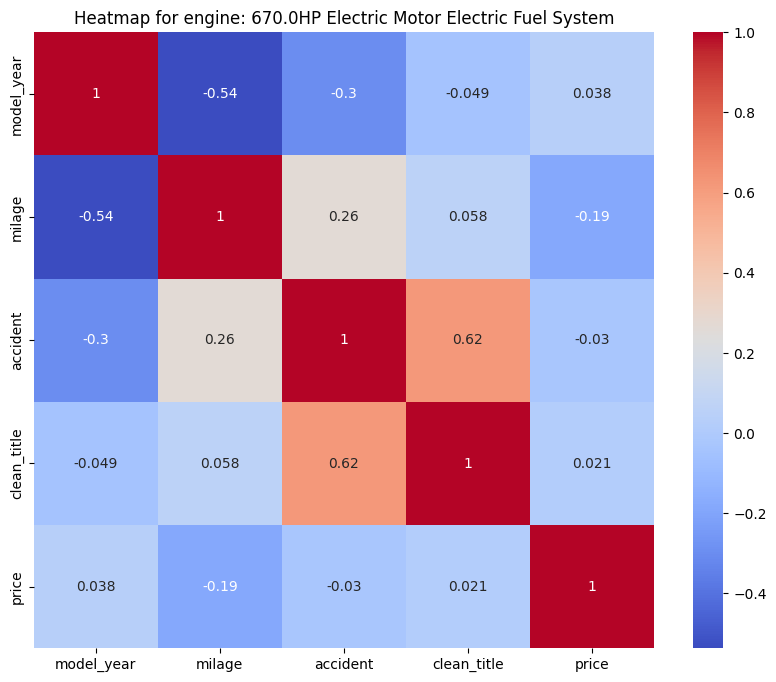 Heatmap for engine: 670.0HP Electric Motor Electric Fuel System
model_year 1 -0.54 -0.3 -0.049 0.038
milage -0.54 1 0.26 0.058 -0.19
accident -0.3 0.26 1 0.62 -0.03
clean_title -0.049 0.058 0.62 1 0.021
price 0.038 -0.19 -0.03 0.021 1
model_year milage accident clean_title price
1.0
0.8
0.6
0.4
0.2
0.0
−0.2
−0.4